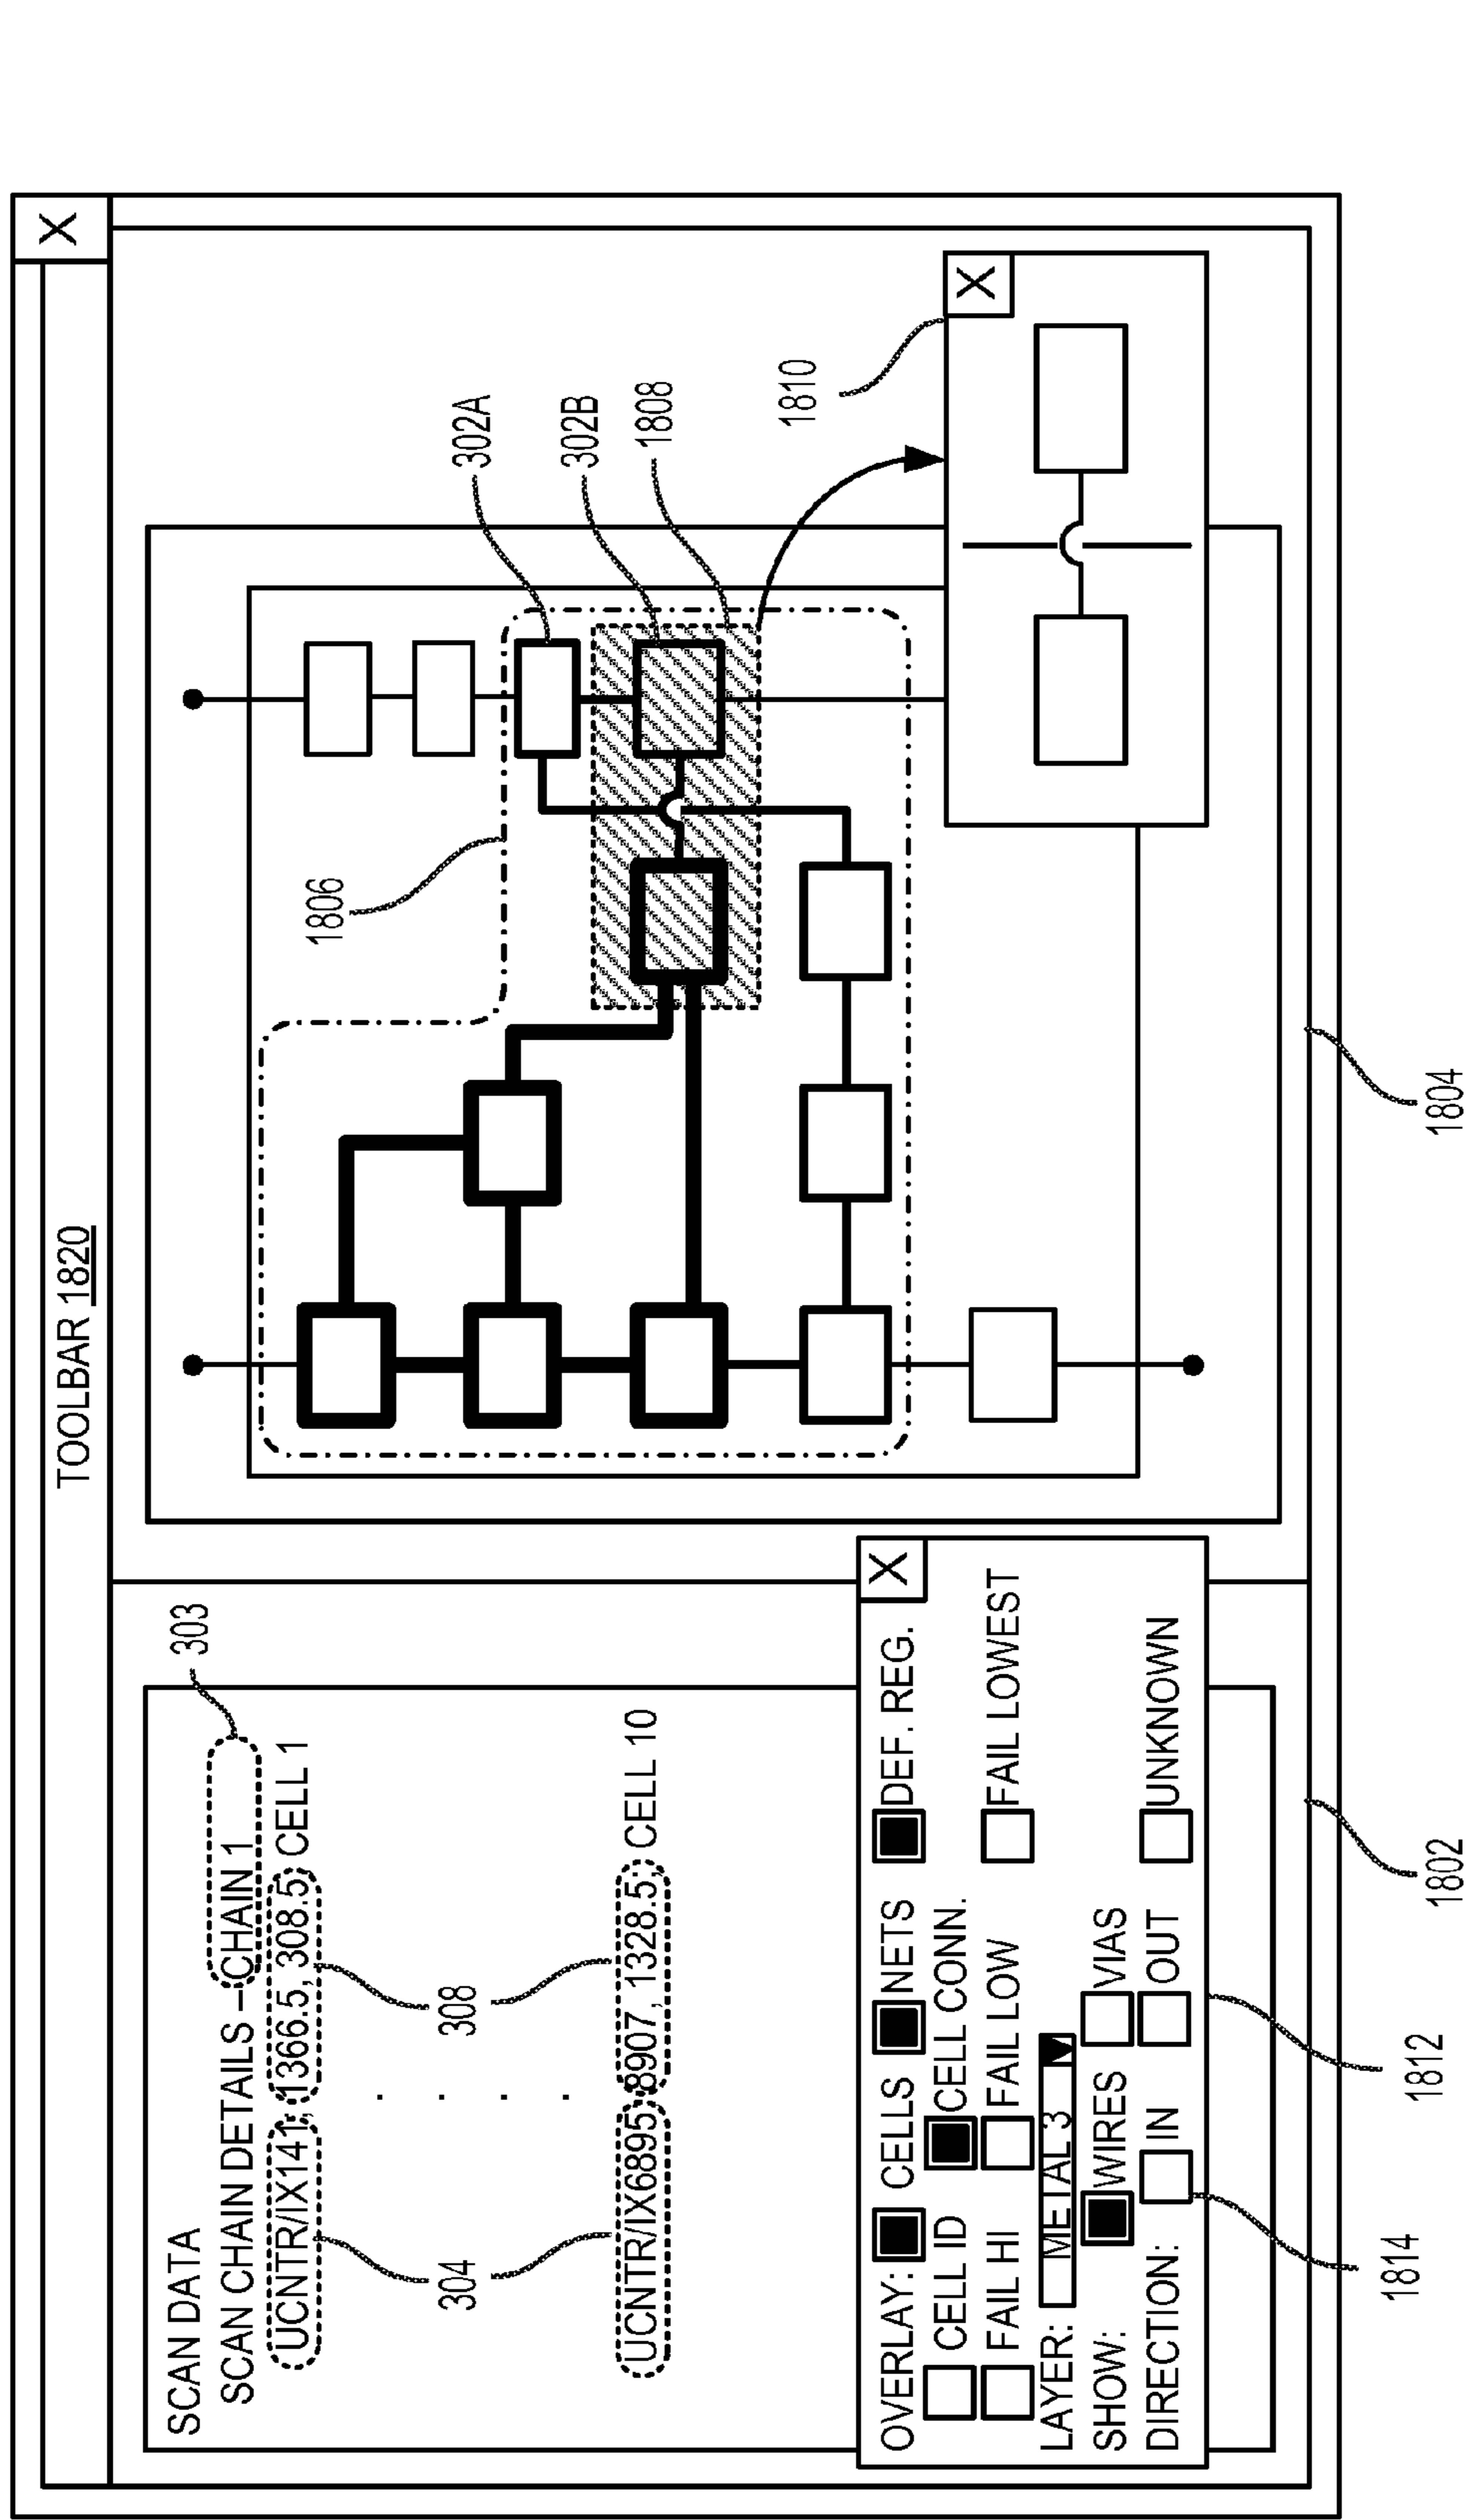 TOOLBAR 1820
X
SCAN DATA
SCAN CHAIN DETAILS – CHAIN 1
303
UCNTR/IX141; 1366.5, 308.5; CELL 1
304
308
UCNTR/IX6895; 8907, 1328.5; CELL 10
X
OVERLAY: CELLS NETS DEF. REG.
CELL ID CELL CONN.
FAIL HI FAIL LOW FAIL LOWEST
LAYER: METAL 3
SHOW: WIRES VIAS
DIRECTION: IN OUT UNKNOWN
1814
1812
1802
1806
302A
302B
1808
1810
X
1804